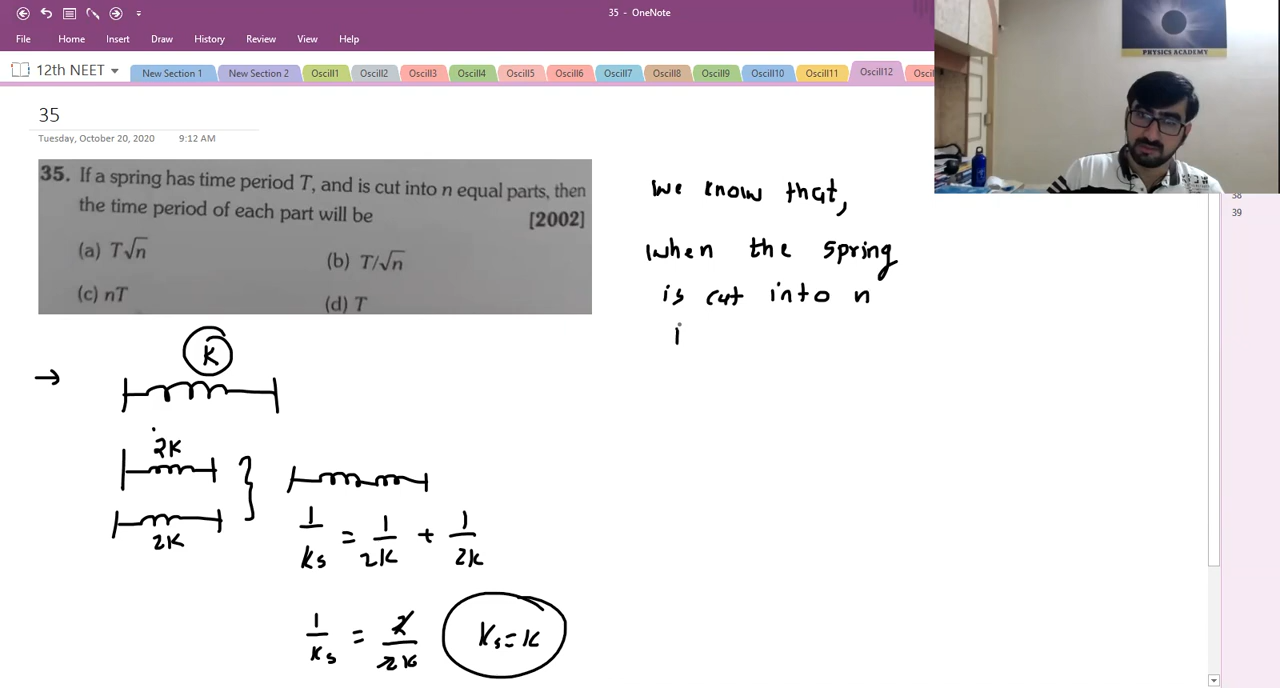 35 - OneNote
File Home Insert Draw History Review View Help
12th NEET New Section 1 New Section 2 Oscill1 Oscill2 Oscill3 Oscill4 Oscill5 Oscill6 Oscill7 Oscill8 Oscill9 Oscill10 Oscill11 Oscill12 Oscil
PHYSICS ACADEMY
38
39
35
Tuesday, October 20, 2020 9:12 AM
35. If a spring has time period T, and is cut into n equal parts, then
the time period of each part will be [2002]
(a) T√n
(b) T/√n
(c) nT
(d) T
We know that,
When the spring
is cut into n
i
→ K
2K
2K
1/Ks = 1/2K + 1/2K
1/Ks = 2/2K
Ks = K